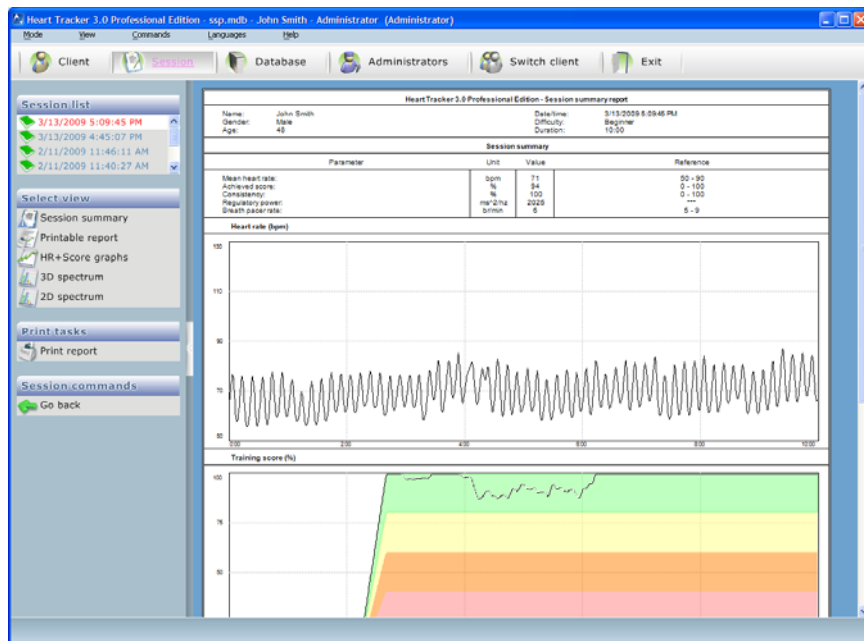 Heart Tracker 3.0 Professional Edition - ssp.mdb - John Smith - Administrator (Administrator)
Mode View Commands Languages Help
Client Session Database Administrators Switch client Exit
Session list
3/13/2009 5:09:45 PM
3/13/2009 4:45:07 PM
2/11/2009 11:46:11 AM
2/11/2009 11:40:27 AM
Select view
Session summary
Printable report
HR+Score graphs
3D spectrum
2D spectrum
Print tasks
Print report
Session commands
Go back
HeartTracker 3.0 Professional Edition - Session summary report
Name: John Smith Date/time: 3/13/2009 5:09:45 PM
Gender: Male Difficulty: Beginner
Age: 48 Duration: 10:00
Session summary
Parameter Unit Value Reference
Mean heart rate: bpm 71 50 - 90
Achieved score: % 94 0 - 100
Consistency: % 100 0 - 100
Regulatory power: ms^2/hz 2028 ---
Breath pacer rate: br/min 6 5 - 9
Heart rate (bpm)
130
110
90
70
50
0:00 2:00 4:00 6:00 8:00 10:00
Training score (%)
100
75
50